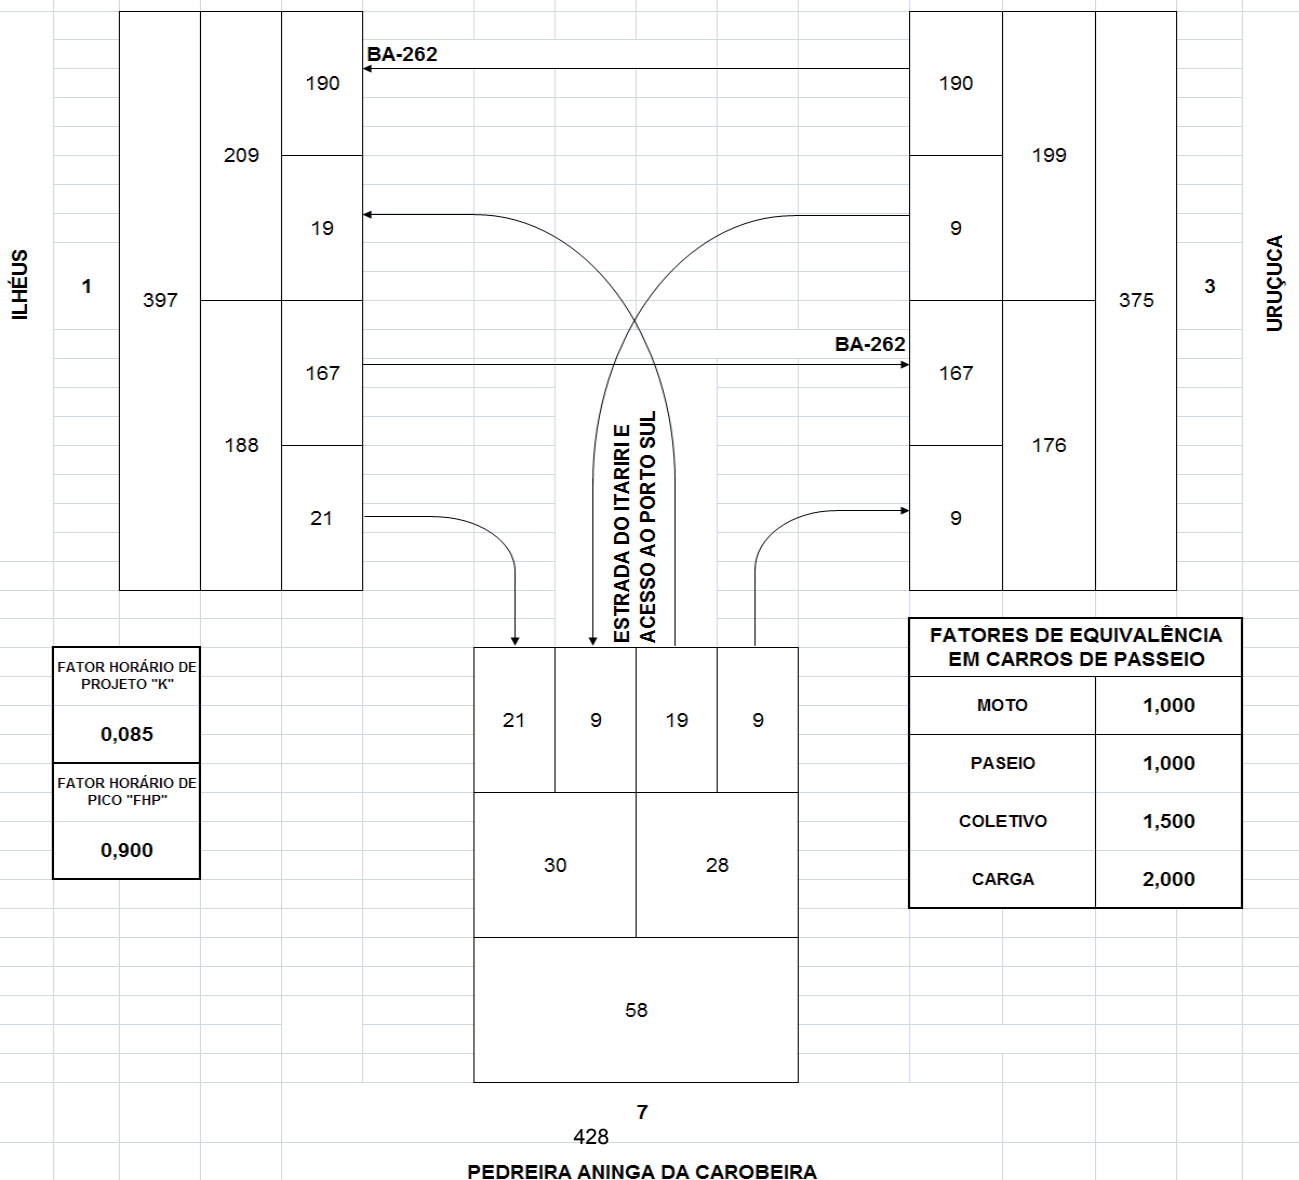 BA-262
190
190
209
199
19
9
ILHÉUS
1
397
375
3
URUÇUCA
BA-262
167
167
188
176
21
9
ESTRADA DO ITARIRI E
ACESSO AO PORTO SUL
FATOR HORÁRIO DE
PROJETO "K"
0,085
FATOR HORÁRIO DE
PICO "FHP"
0,900
21
9
19
9
30
28
58
FATORES DE EQUIVALÊNCIA
EM CARROS DE PASSEIO
MOTO
1,000
PASEIO
1,000
COLETIVO
1,500
CARGA
2,000
7
428
PEDREIRA ANINGA DA CAROBEIRA